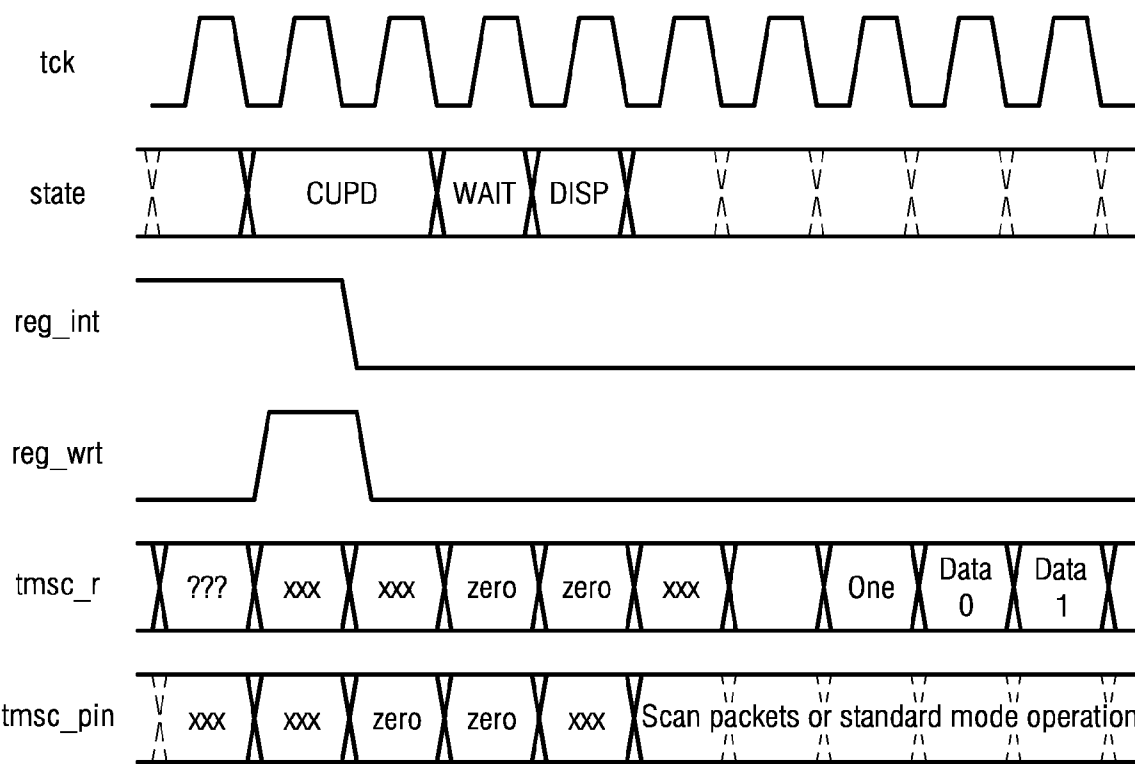 tck
state CUPD WAIT DISP
reg_int
reg_wrt
tmsc_r ??? xxx xxx zero zero xxx One Data 0 Data 1
tmsc_pin xxx xxx zero zero xxx Scan packets or standard mode operation